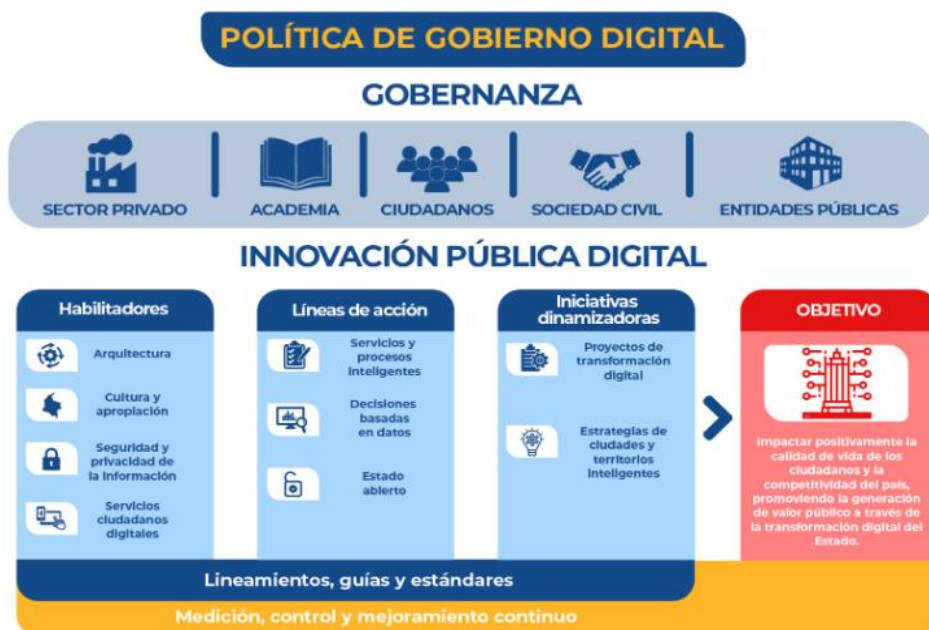 POLÍTICA DE GOBIERNO DIGITAL
GOBERNANZA
SECTOR PRIVADO
ACADEMIA
CIUDADANOS
SOCIEDAD CIVIL
ENTIDADES PÚBLICAS
INNOVACIÓN PÚBLICA DIGITAL
Habilitadores
Arquitectura
Cultura y
apropiación
Seguridad y
privacidad de
la Información
Servicios
ciudadanos
digitales
Líneas de acción
Servicios y
procesos
Inteligentes
Decisiones
basadas
en datos
Estado
abierto
Iniciativas
dinamizadoras
Proyectos de
transformación
digital
Estrategias de
ciudades y
territorios
Inteligentes
OBJETIVO
Impactar positivamente la
calidad de vida de los
ciudadanos y la
competitividad del país,
promoviendo la generación
de valor público a través de
la transformación digital del
Estado.
Lineamientos, guías y estándares
Medición, control y mejoramiento continuo